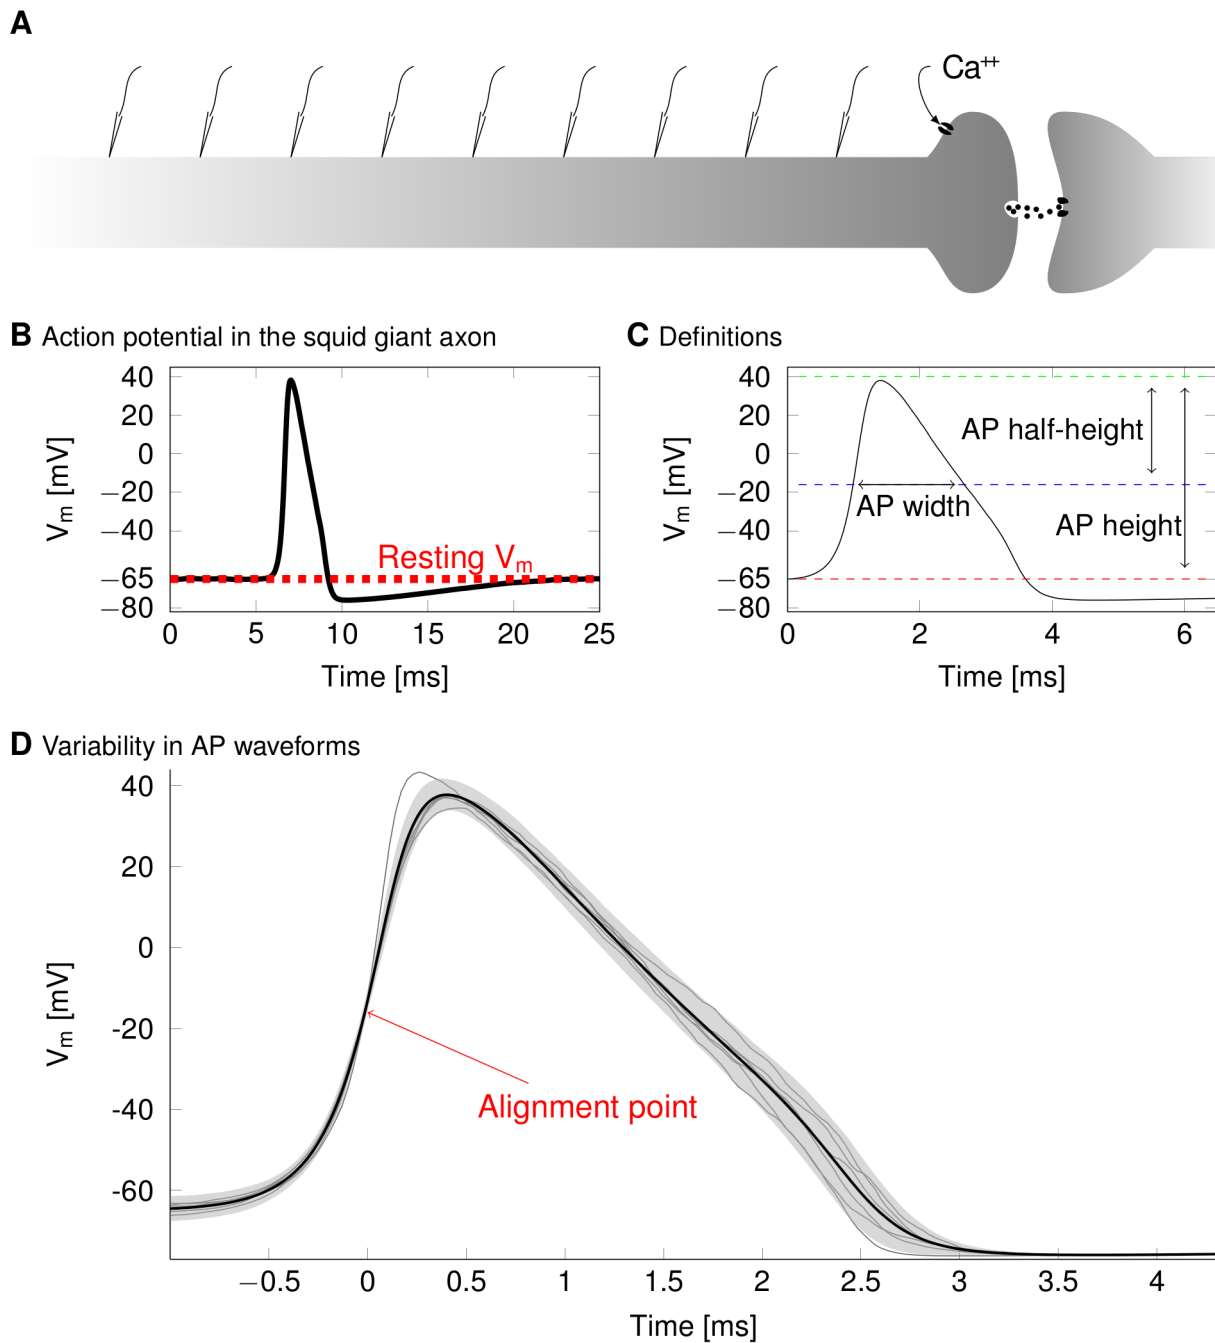 A
Ca⁺⁺
B Action potential in the squid giant axon
40
20
0
−20
−40
−65
−80
Vₘ [mV]
Resting Vₘ
0 5 10 15 20 25
Time [ms]
C Definitions
40
20
0
−20
−40
−65
−80
Vₘ [mV]
AP half-height
AP width
AP height
0 2 4 6
Time [ms]
D Variability in AP waveforms
40
20
0
-20
-40
-60
Vₘ [mV]
Alignment point
−0.5 0 0.5 1 1.5 2 2.5 3 3.5 4
Time [ms]